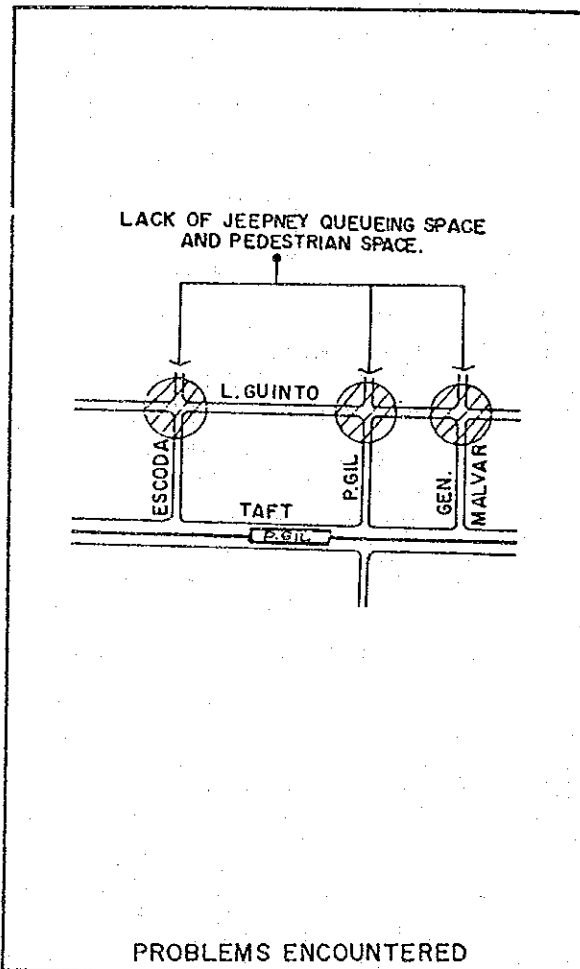 LACK OF JEEPNEY QUEUEING SPACE
AND PEDESTRIAN SPACE.
L. GUINTO
ESCODA
P. GIL
GEN.
MALVAR
TAFT
P. GIL
PROBLEMS ENCOUNTERED